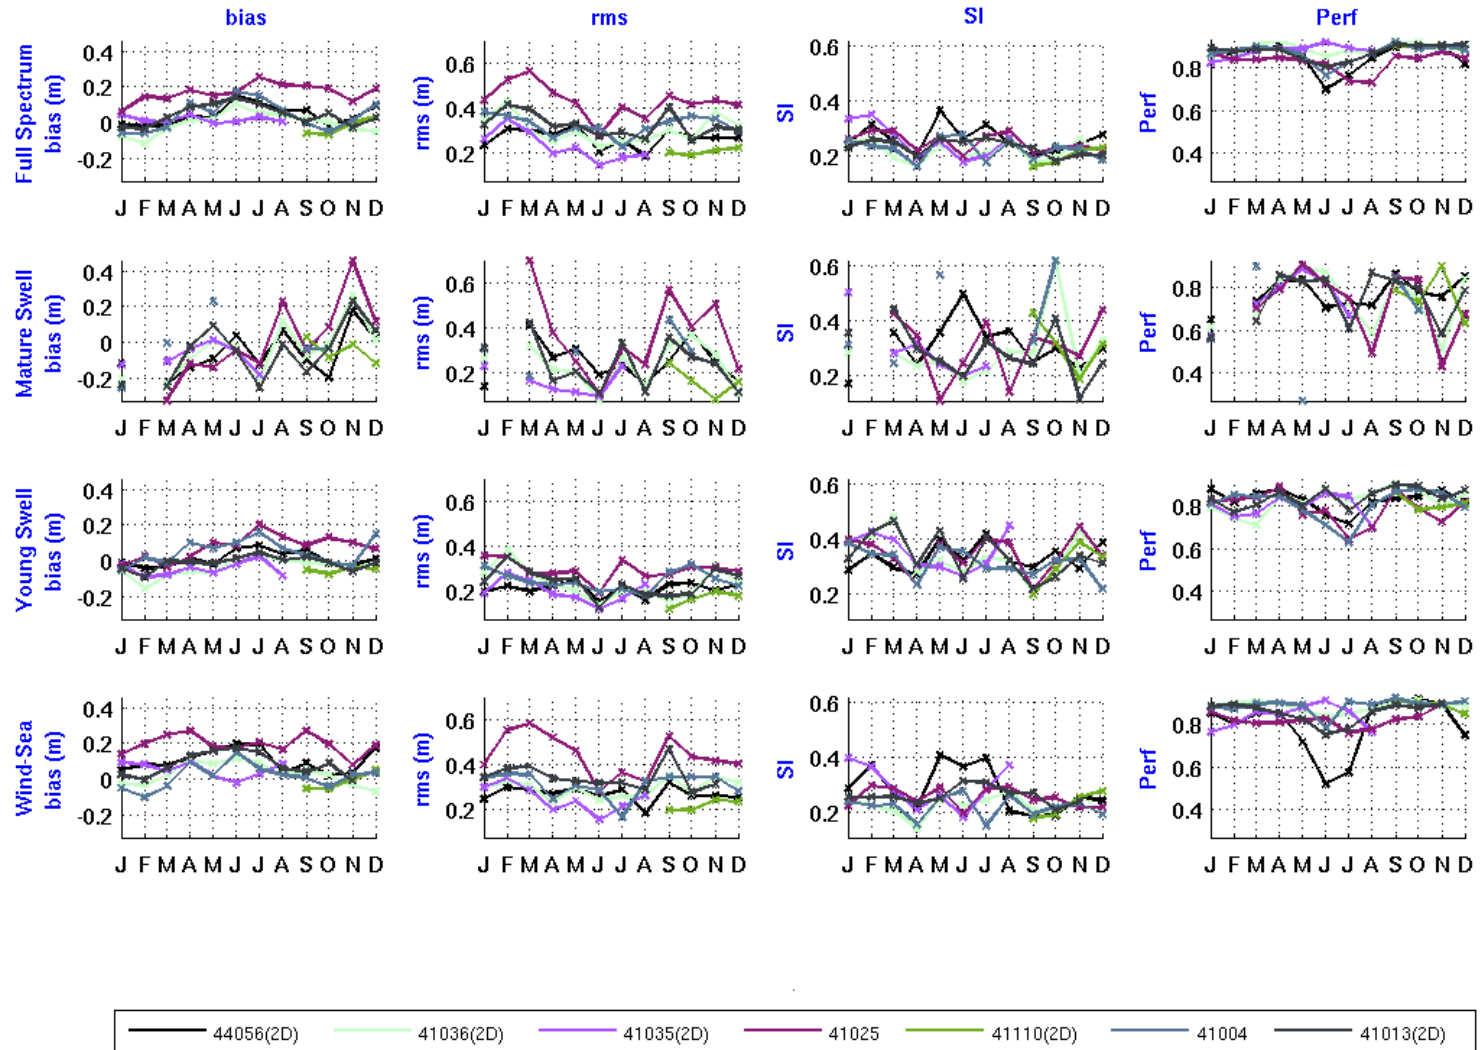 bias rms SI Perf
Full Spectrum
bias (m)
0.4
0.2
0
-0.2
J F M A M J J A S O N D
rms (m)
0.6
0.4
0.2
J F M A M J J A S O N D
SI
0.6
0.4
0.2
J F M A M J J A S O N D
Perf
0.8
0.6
0.4
J F M A M J J A S O N D
Mature Swell
bias (m)
0.4
0.2
0
-0.2
J F M A M J J A S O N D
rms (m)
0.6
0.4
0.2
J F M A M J J A S O N D
SI
0.6
0.4
0.2
J F M A M J J A S O N D
Perf
0.8
0.6
0.4
J F M A M J J A S O N D
Young Swell
bias (m)
0.4
0.2
0
-0.2
J F M A M J J A S O N D
rms (m)
0.6
0.4
0.2
J F M A M J J A S O N D
SI
0.6
0.4
0.2
J F M A M J J A S O N D
Perf
0.8
0.6
0.4
J F M A M J J A S O N D
Wind-Sea
bias (m)
0.4
0.2
0
-0.2
J F M A M J J A S O N D
rms (m)
0.6
0.4
0.2
J F M A M J J A S O N D
SI
0.6
0.4
0.2
J F M A M J J A S O N D
Perf
0.8
0.6
0.4
J F M A M J J A S O N D
44056(2D) 41036(2D) 41035(2D) 41025 41110(2D) 41004 41013(2D)